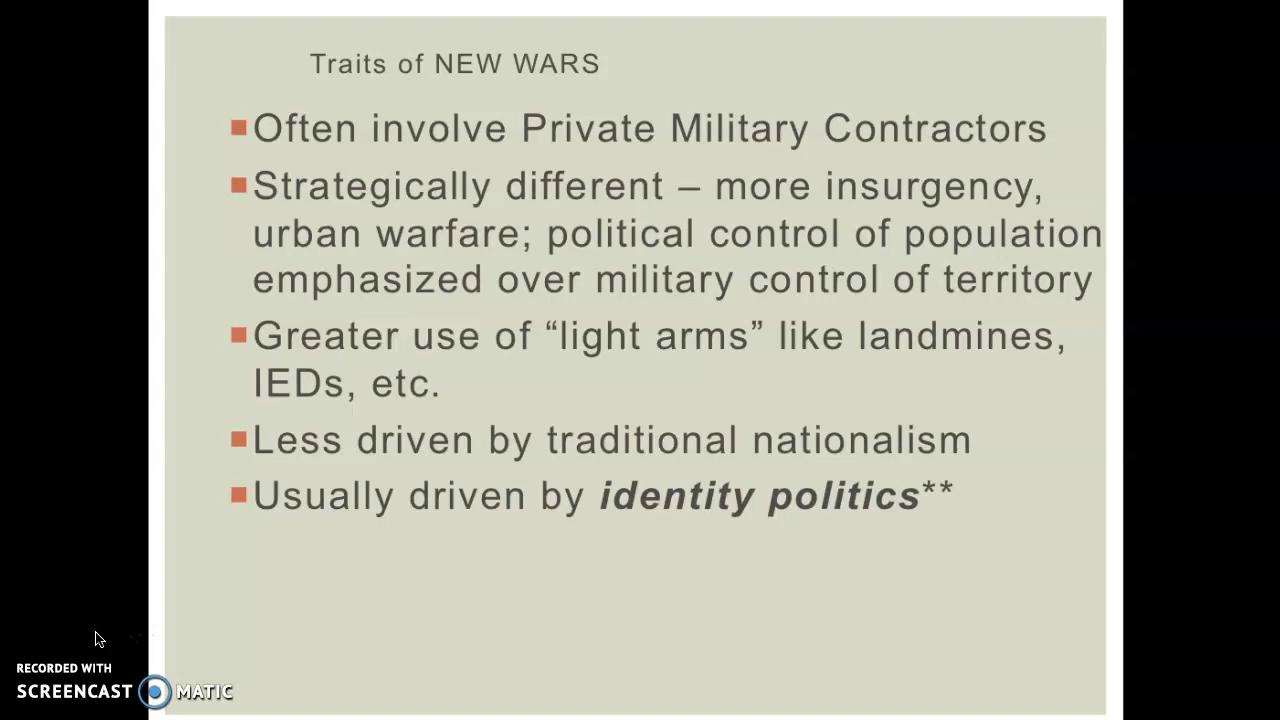 Traits of NEW WARS
Often involve Private Military Contractors
Strategically different – more insurgency,
urban warfare; political control of population
emphasized over military control of territory
Greater use of “light arms” like landmines,
IEDs, etc.
Less driven by traditional nationalism
Usually driven by identity politics**
RECORDED WITH
SCREENCAST MATIC